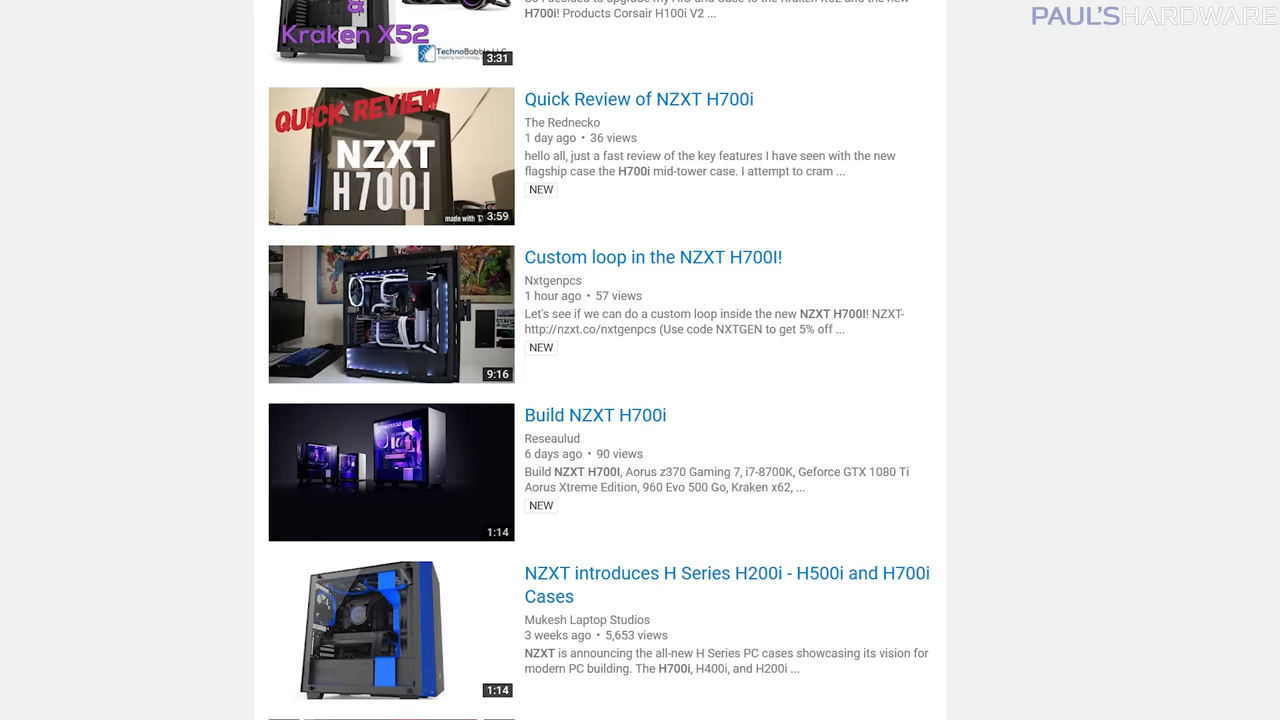 PAUL'SHARDWARE
&
Kraken X52
3:31
H700i! Products Corsair H100i V2 ...
QUICK REVIEW
NZXT
H700I
made with
3:59
Quick Review of NZXT H700i
The Rednecko
1 day ago • 36 views
hello all, just a fast review of the key features I have seen with the new
flagship case the H700i mid-tower case. I attempt to cram ...
NEW
9:16
Custom loop in the NZXT H700I!
Nxtgenpcs
1 hour ago • 57 views
Let's see if we can do a custom loop inside the new NZXT H700I! NZXT-
http://nzxt.co/nxtgenpcs (Use code NXTGEN to get 5% off ...
NEW
1:14
Build NZXT H700i
Reseaulud
6 days ago • 90 views
Build NZXT H700I, Aorus z370 Gaming 7, i7-8700K, Geforce GTX 1080 Ti
Aorus Xtreme Edition, 960 Evo 500 Go, Kraken x62, ...
NEW
1:14
NZXT introduces H Series H200i - H500i and H700i
Cases
Mukesh Laptop Studios
3 weeks ago • 5,653 views
NZXT is announcing the all-new H Series PC cases showcasing its vision for
modern PC building. The H700i, H400i, and H200i ...